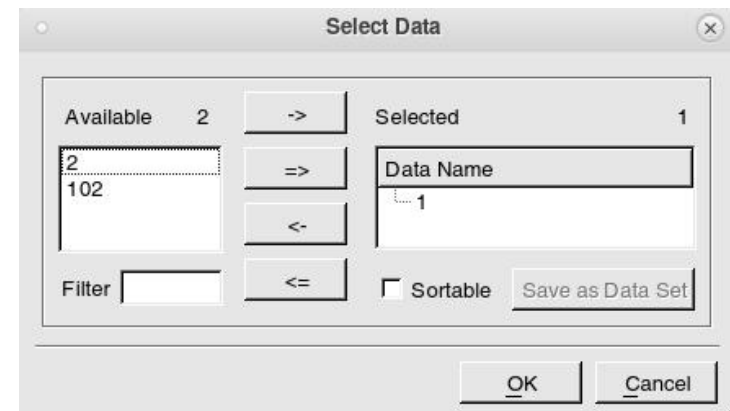 Select Data
Available 2
->
Selected 1
2
102
=>
Data Name
1
<-
Filter
<=
Sortable
Save as Data Set
OK
Cancel